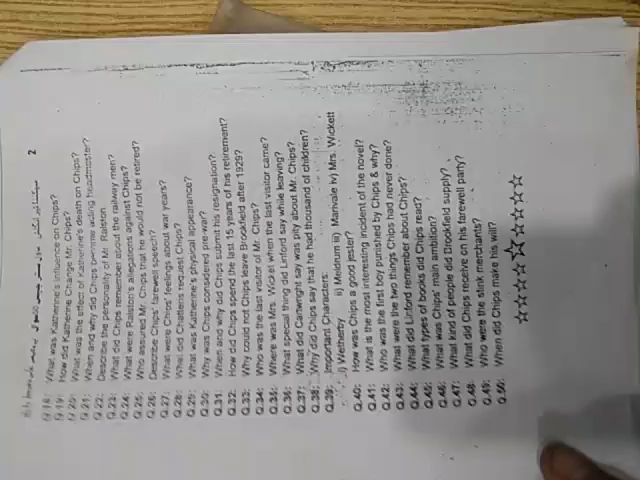 2
Q.18: What was Katherine's influence on Chips?
Q.19: How did Katherine Change Mr. Chips?
Q.20: What was the effect of Katherine's death on Chips?
Q.21: When and why did Chips become acting headmaster?
Q.22: Describe the personality of Mr. Ralston
Q.23: What did Chips remember about the railway men?
Q.24: What were Ralston's allegations against Chips?
Q.25: Who assured Mr. Chips that he would not be retired?
Q.26: Describe Chips' farewell speech?
Q.27: What were Chips' feelings about war years?
Q.28: What did Chatteris request Chips?
Q.29: What was Katherine's physical appearance?
Q.30: Why was Chips considered pre-war?
Q.31: When and why did Chips submit his resignation?
Q.32: How did Chips spend the last 15 years of his retirement?
Q.33: Why could not Chips leave Brookfield after 1929?
Q.34: Who was the last visitor of Mr. Chips?
Q.35: Where was Mrs. Wicket when the last visitor came?
Q.36: What special thing did Linford say while leaving?
Q.37: What did Cartwright say was pity about Mr. Chips?
Q.38: Why did Chips say that he had thousand of children?
Q.39: Important Characters:
i) Wetherby ii) Meldrum iii) Marivale iv) Mrs. Wickett
Q.40: How was Chips a good jester?
Q.41: What is the most interesting incident of the novel?
Q.42: Who was the first boy punished by Chips & why?
Q.43: What were the two things Chips had never done?
Q.44: What did Linford remember about Chips?
Q.45: What types of books did Chips read?
Q.46: What was Chips' main ambition?
Q.47: What kind of people did Brookfield supply?
Q.48: What did Chips receive on his farewell party?
Q.49: Who were the stink merchants?
Q.50: When did Chips make his will?